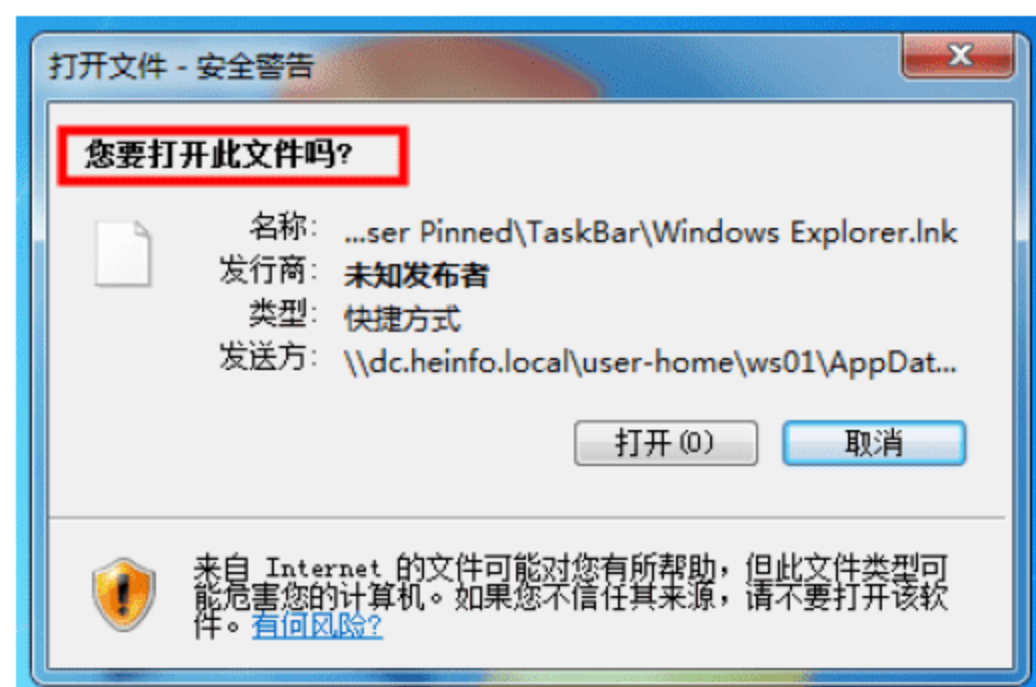 打开文件 - 安全警告
您要打开此文件吗?
名称: ...ser Pinned\TaskBar\Windows Explorer.lnk
发行商: 未知发布者
类型: 快捷方式
发送方: \\dc.heinfo.local\user-home\ws01\AppDat...
打开(O) 取消
来自 Internet 的文件可能对您有所帮助，但此文件类型可
能危害您的计算机。如果您不信任其来源，请不要打开该软
件。有何风险?